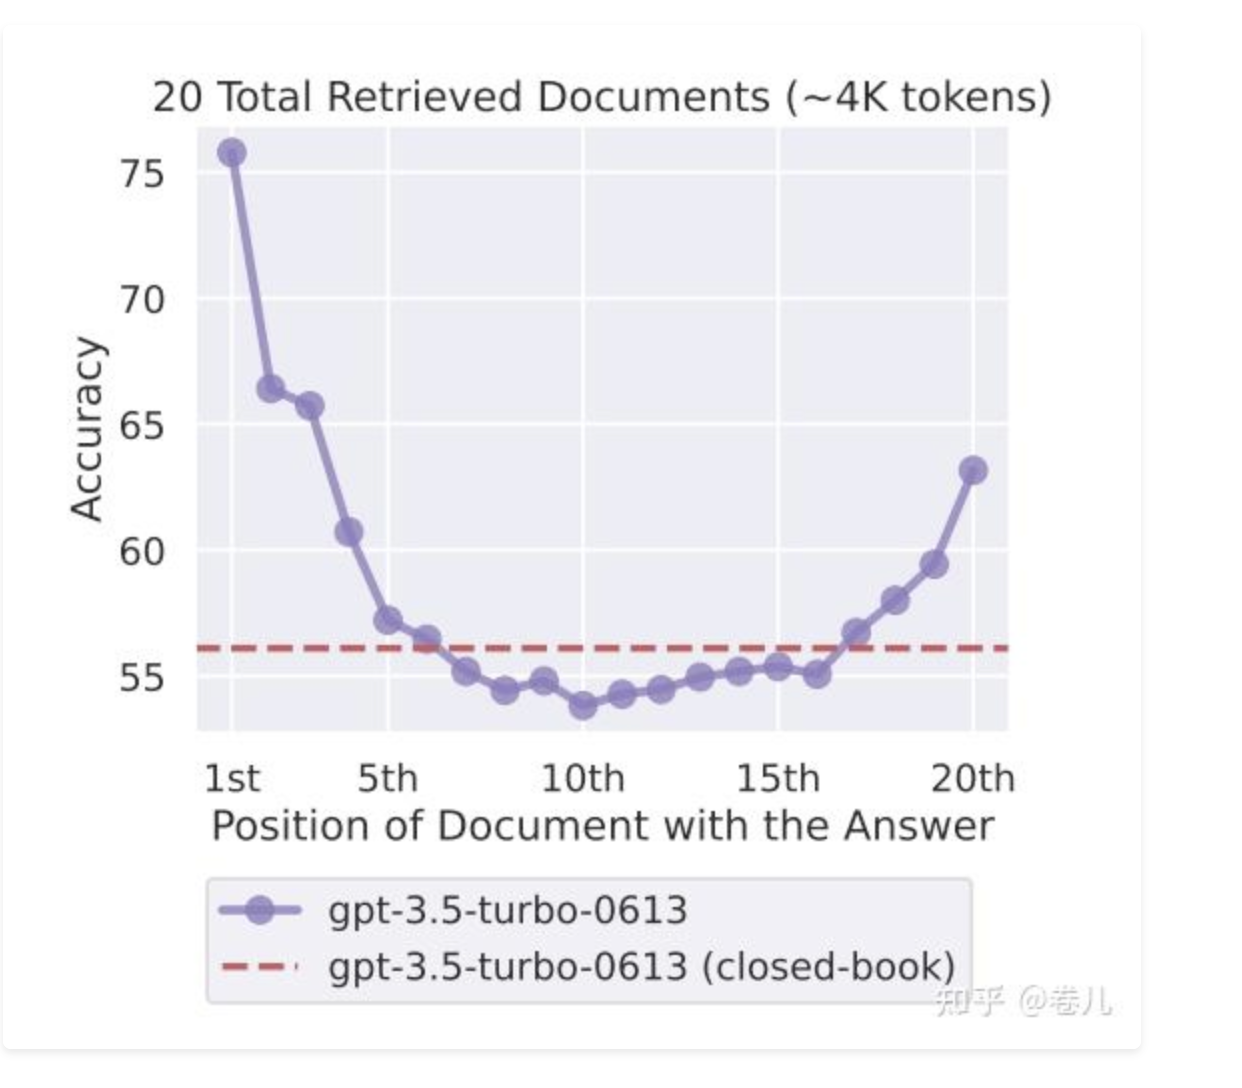 20 Total Retrieved Documents (~4K tokens)
75
70
65
60
55
Accuracy
1st 5th 10th 15th 20th
Position of Document with the Answer
gpt-3.5-turbo-0613
gpt-3.5-turbo-0613 (closed-book)
知乎 @卷儿